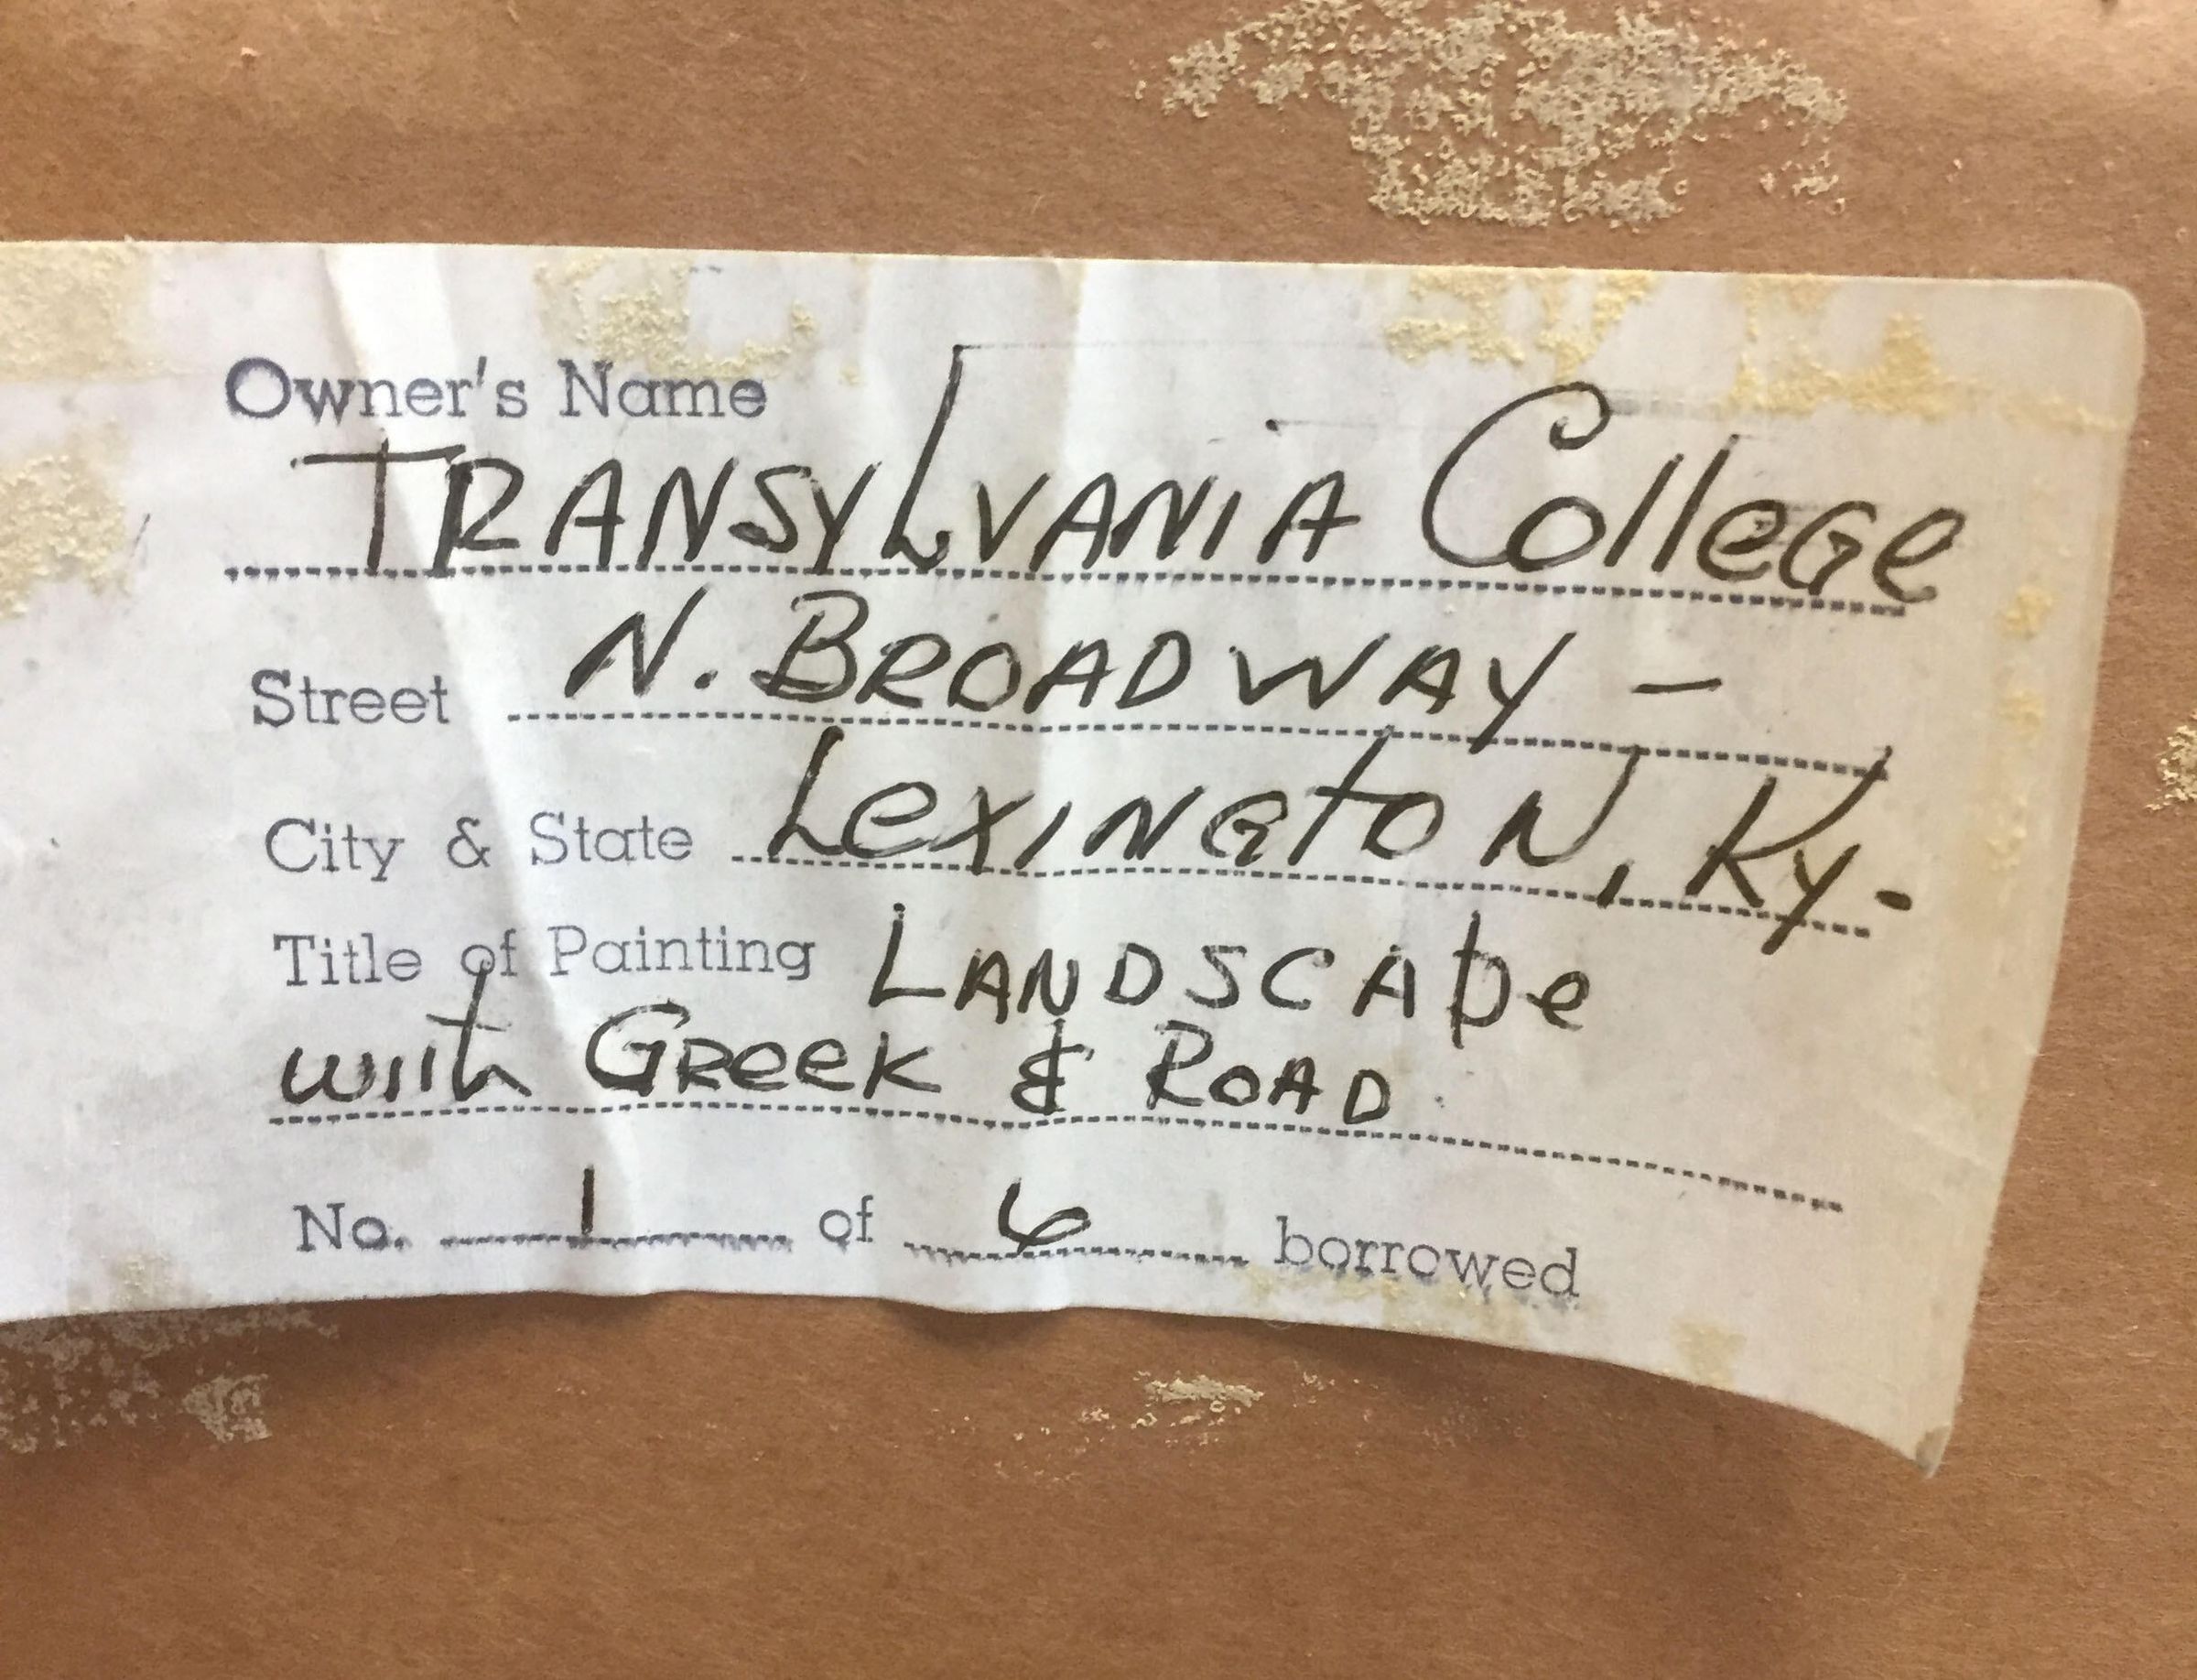 Owner's Name
TRANSYLVANIA College
Street N. BROADWAY -
City & State LexINGtoN, Ky.
Title of Painting LANDSCApe
with GReeK & ROAD
No. 1 of 6 borrowed